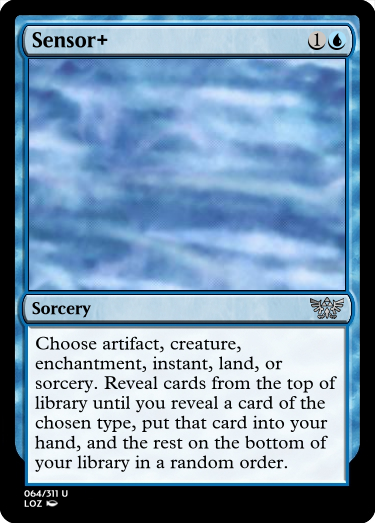 Sensor+ 1
Sorcery
Choose artifact, creature,
enchantment, instant, land, or
sorcery. Reveal cards from the top of
library until you reveal a card of the
chosen type, put that card into your
hand, and the rest on the bottom of
your library in a random order.
064/311 U
LOZ